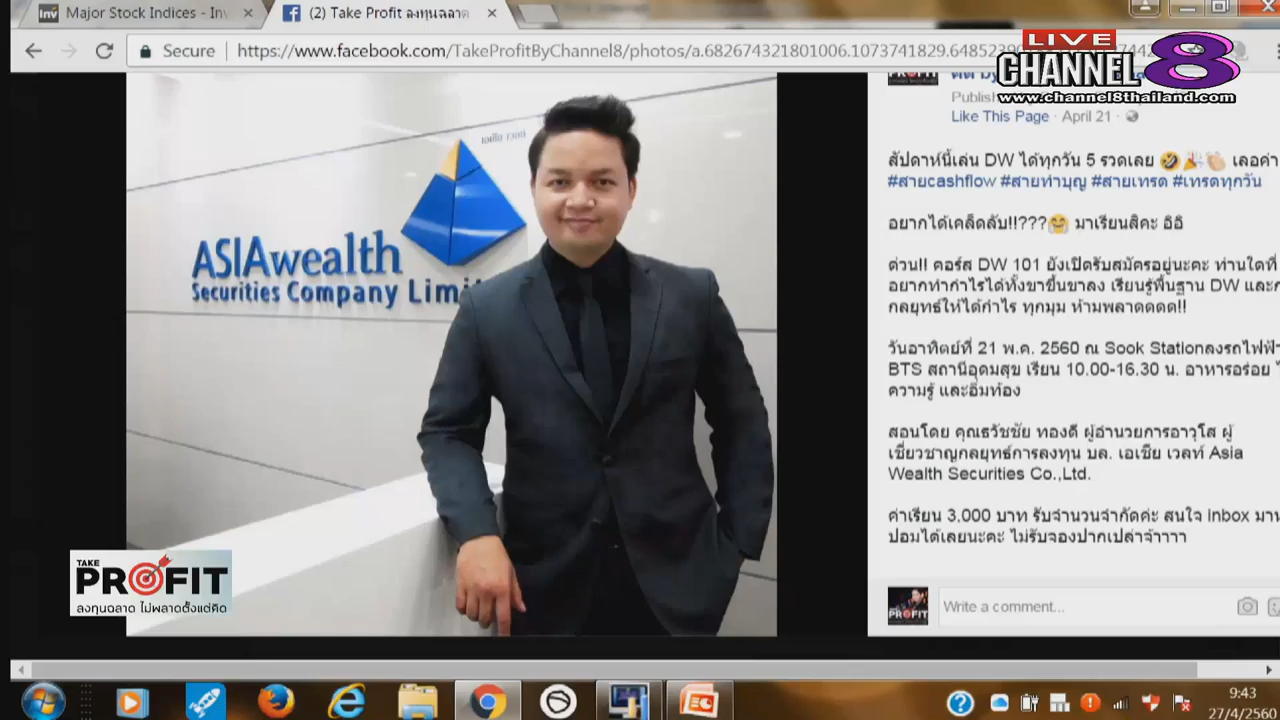 Major Stock Indices - Inv
(2) Take Profit ลงทุนฉลาด
LIVE
CHANNEL 8
www.channel8thailand.com
Secure
https://www.facebook.com/TakeProfitByChannel8/photos/a.682674321801006.1073741829.648523
Like This Page · April 21
สัปดาห์นี้เล่น DW ได้ทุกวัน 5 รวดเลย 🤣🎉👏 เลอค่า
#สายcashflow #สายทำบุญ #สายเทรด #เทรดทุกวัน
อยากได้เคล็ดลับ!!???🤗 มาเรียนสิคะ อิอิ
ด่วน!! คอร์ส DW 101 ยังเปิดรับสมัครอยู่นะคะ ท่านใดที่
อยากทำกำไรได้ทั้งขาขึ้นขาลง เรียนรู้พื้นฐาน DW และก
กลยุทธ์ให้ได้กำไร ทุกมุม ห้ามพลาดดดด!!
วันอาทิตย์ที่ 21 พ.ค. 2560 ณ Sook Stationลงรถไฟฟ้า
BTS สถานีอุดมสุข เรียน 10.00-16.30 น. อาหารอร่อย
ความรู้ และอิ่มท้อง
สอนโดย คุณธวัชชัย ทองดี ผู้อำนวยการอาวุโส ผู้
เชี่ยวชาญกลยุทธ์การลงทุน บล. เอเชีย เวลท์ Asia
Wealth Securities Co.,Ltd.
ค่าเรียน 3,000 บาท รับจำนวนจำกัดค่ะ สนใจ inbox มาห
ปอมได้เลยนะคะ ไม่รับจองปากเปล่าจ้าาาา
Write a comment...
ASIAwealth
Securities Company Limit
TAKE
PROFIT
ลงทุนฉลาด ไม่พลาดตั้งแต่คิด
9:43
27/4/2560